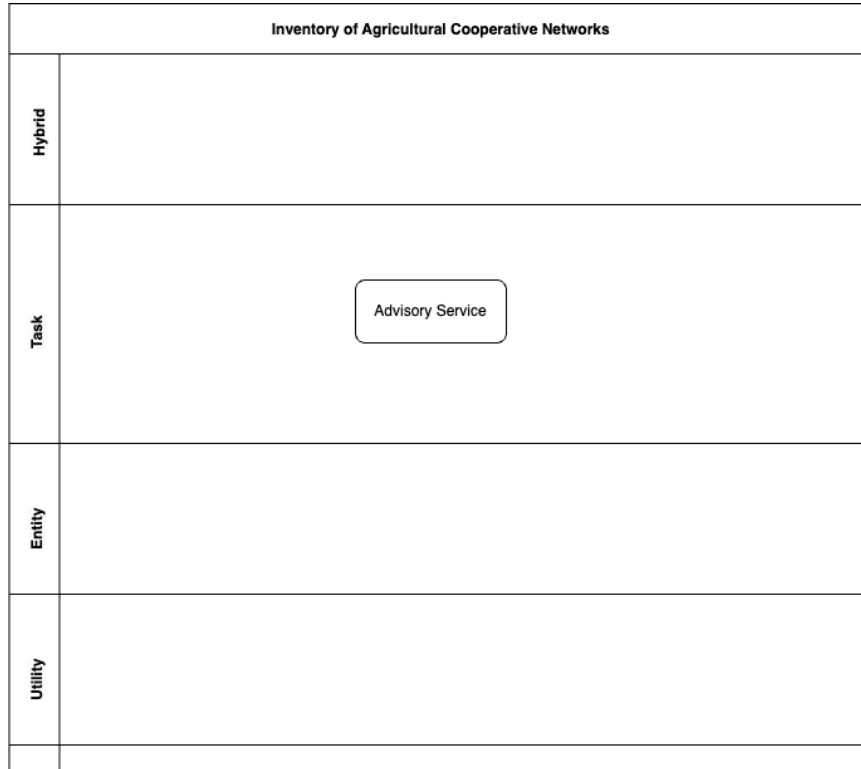 Inventory of Agricultural Cooperative Networks
Hybrid
Task
Advisory Service
Entity
Utility